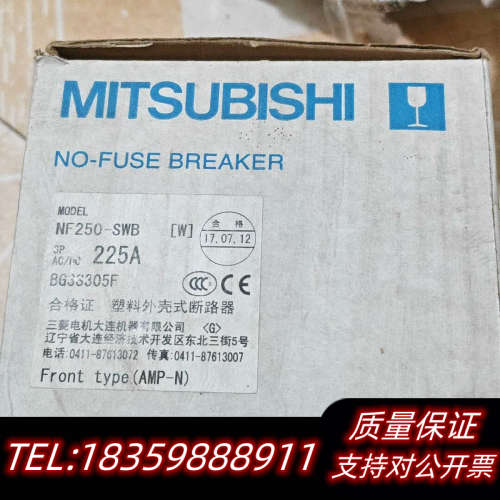 MITSUBISHI
NO-FUSE BREAKER
MODEL
NF250-SWB [W]
合格
17.07.12
3P
AC/DC 225A
BG33305F
CCC CE
合格证 塑料外壳式断路器
三菱电机大连机器有限公司 <G>
辽宁省大连经济技术开发区东北三街5号
电话:0411-87613072 传真:0411-87613007
Front type(AMP-N)
TEL:18359888911
质量保证
支持对公开票